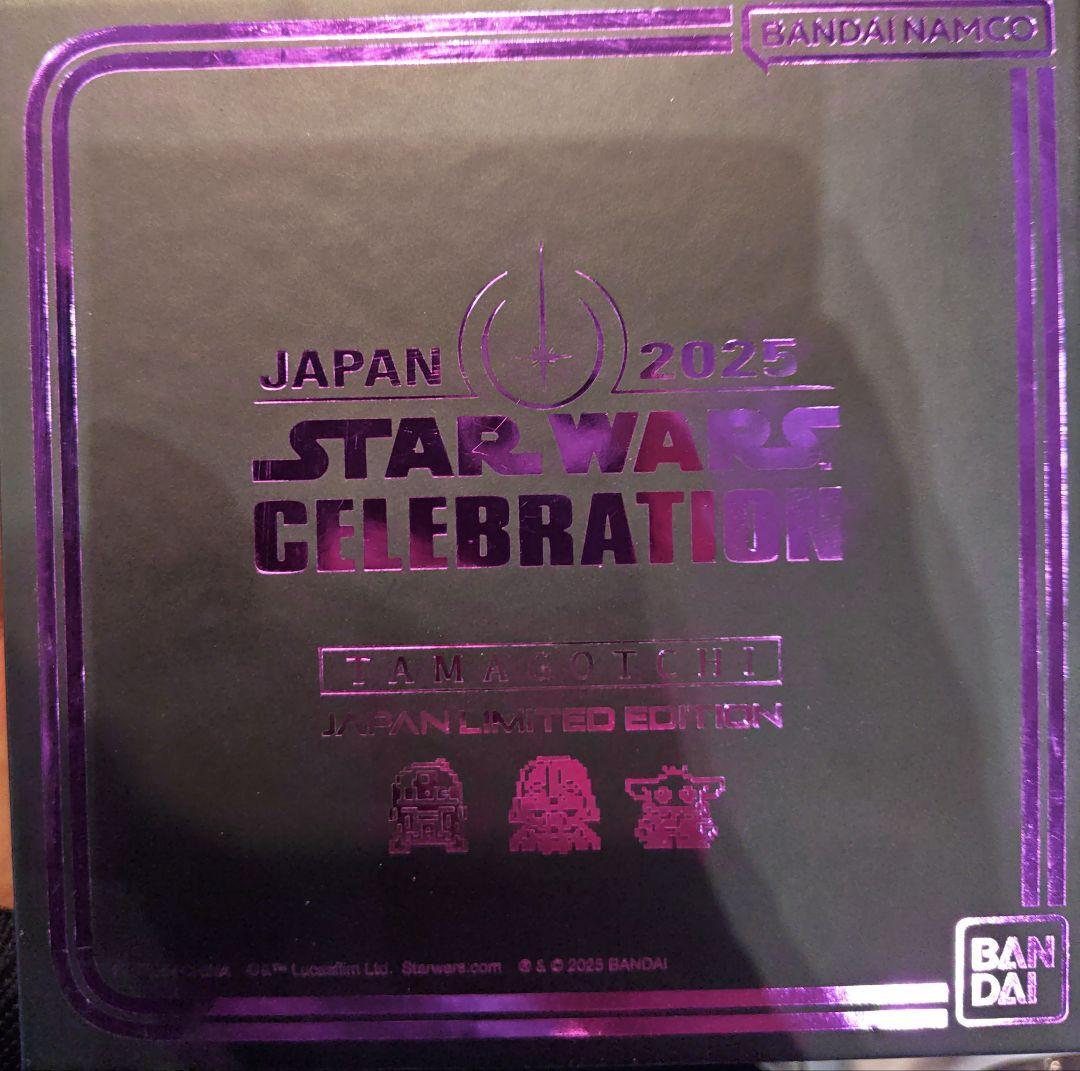 BANDAI NAMCO
JAPAN 2025
STAR WARS
CELEBRATION
TAMAGOTCHI
JAPAN LIMITED EDITION
CHINA ©&™ Lucasfilm Ltd. Starwars.com ® & © 2025 BANDAI
BAN
DAI